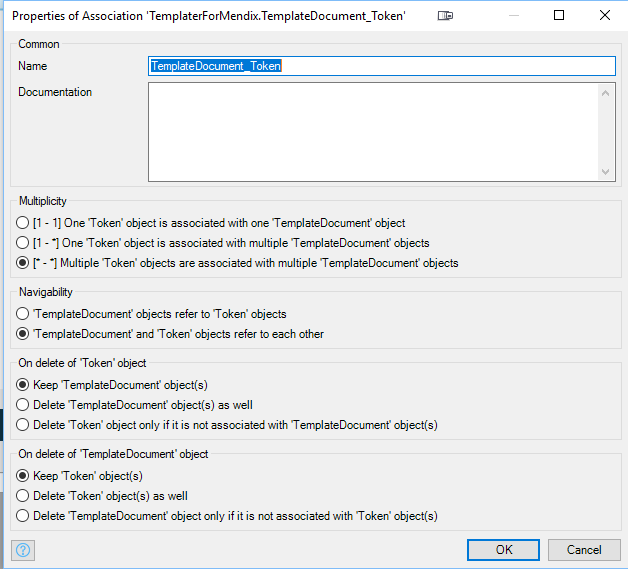 Properties of Association 'TemplaterForMendix.TemplateDocument_Token'
Common
Name
TemplateDocument_Token
Documentation
Multiplicity
[1 - 1] One 'Token' object is associated with one 'TemplateDocument' object
[1 - *] One 'Token' object is associated with multiple 'TemplateDocument' objects
[* - *] Multiple 'Token' objects are associated with multiple 'TemplateDocument' objects
Navigability
'TemplateDocument' objects refer to 'Token' objects
'TemplateDocument' and 'Token' objects refer to each other
On delete of 'Token' object
Keep 'TemplateDocument' object(s)
Delete 'TemplateDocument' object(s) as well
Delete 'Token' object only if it is not associated with 'TemplateDocument' object(s)
On delete of 'TemplateDocument' object
Keep 'Token' object(s)
Delete 'Token' object(s) as well
Delete 'TemplateDocument' object only if it is not associated with 'Token' object(s)
?
OK
Cancel